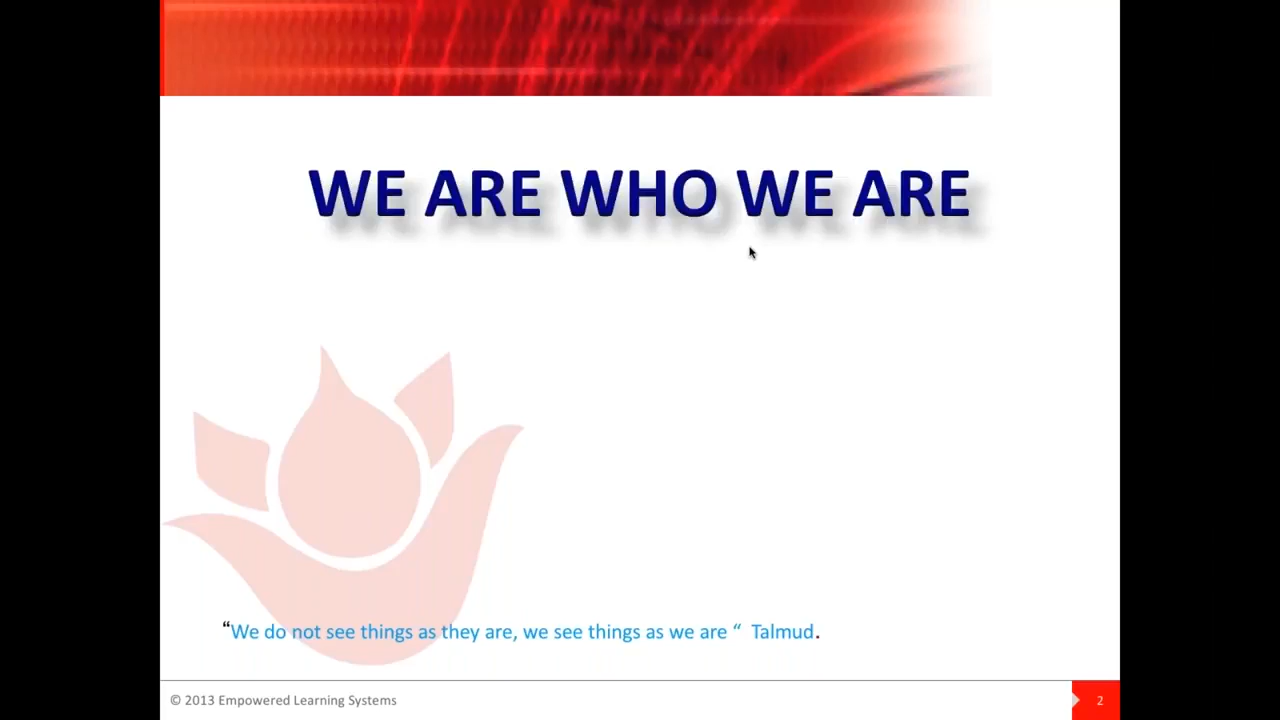 WE ARE WHO WE ARE
“We do not see things as they are, we see things as we are “ Talmud.
© 2013 Empowered Learning Systems
2